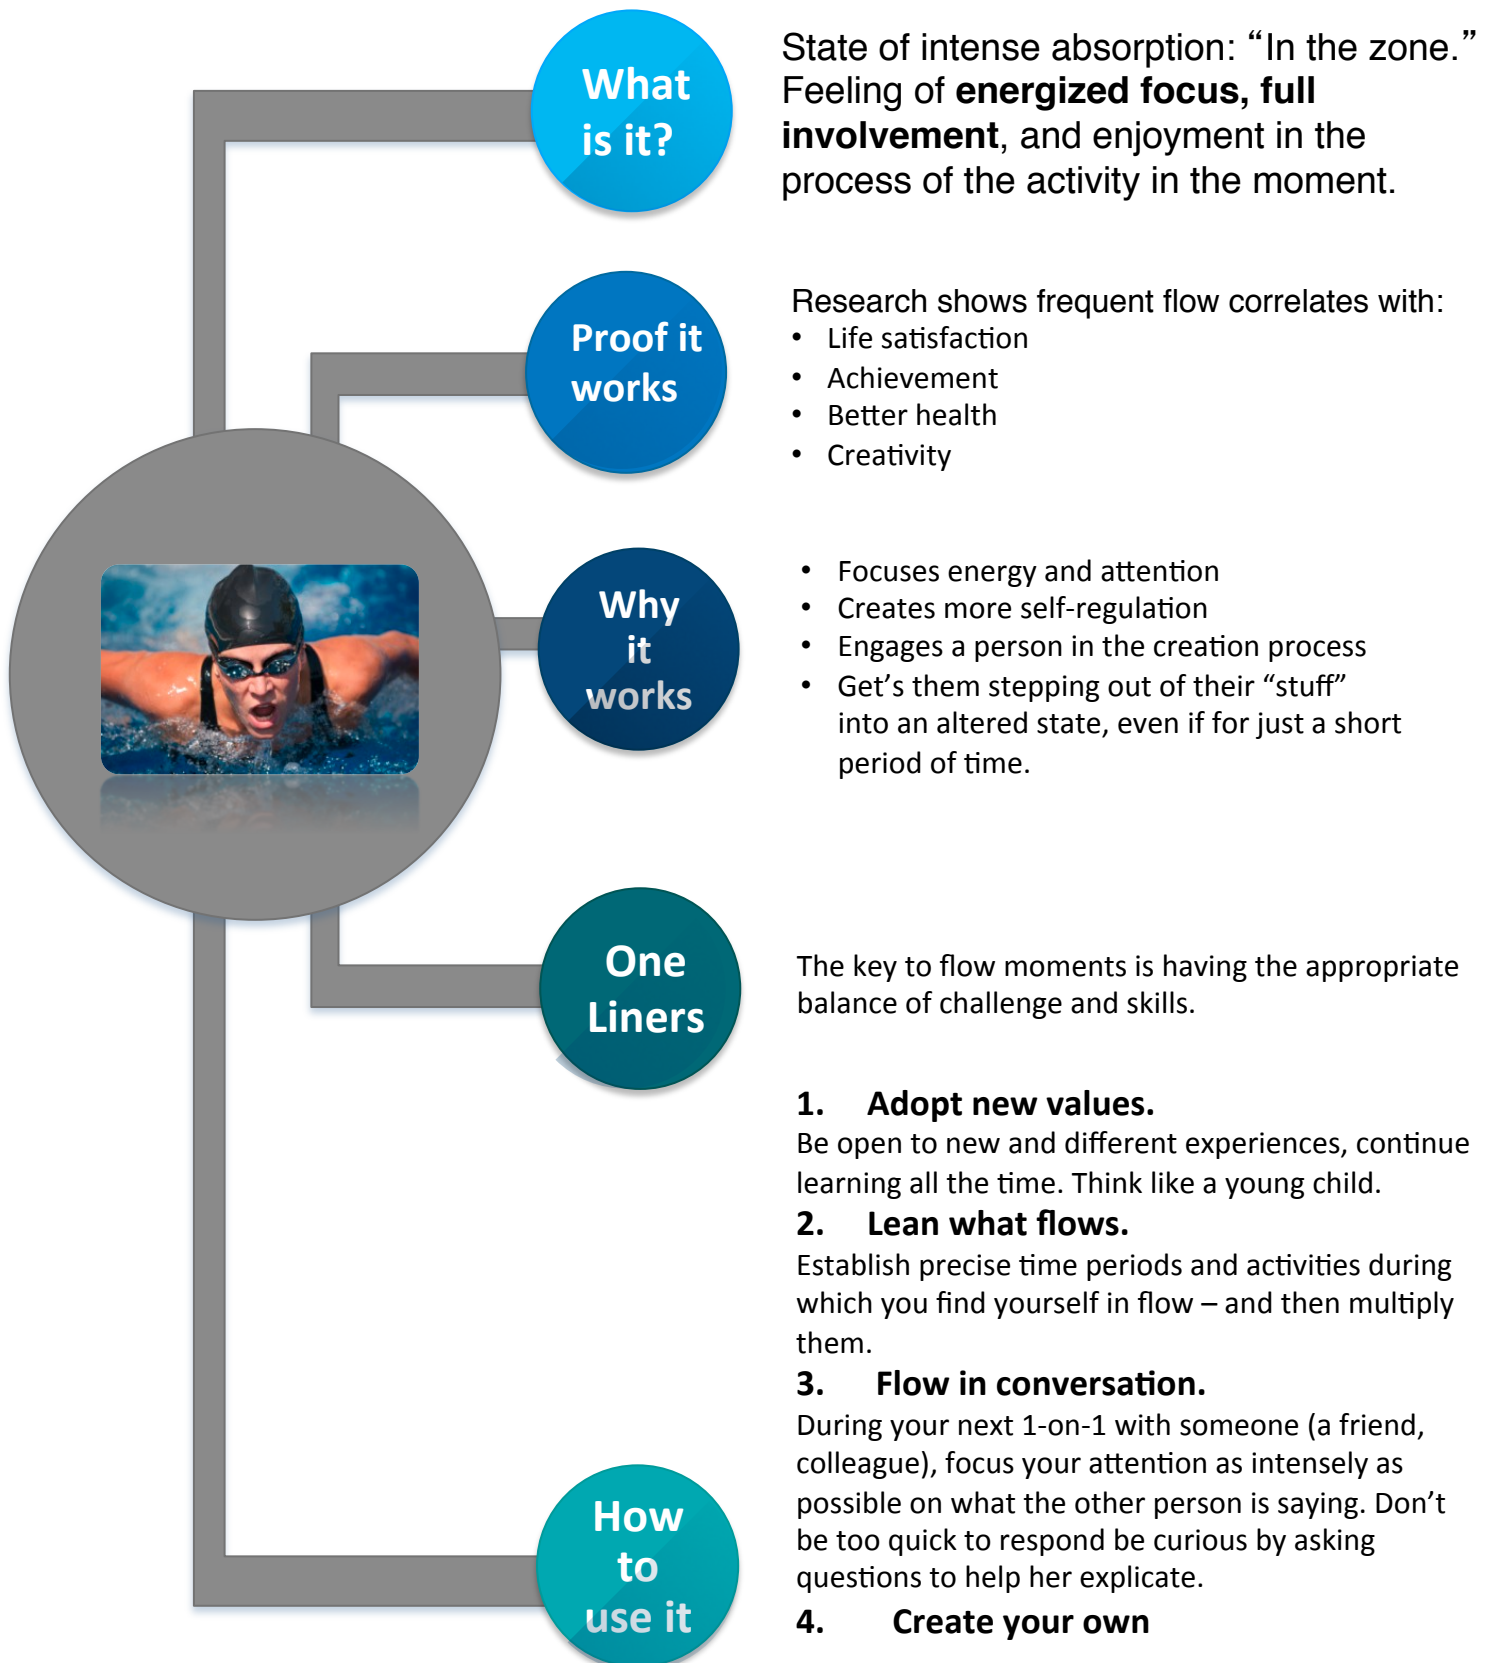 What
is it?
State of intense absorption: “In the zone.”
Feeling of energized focus, full
involvement, and enjoyment in the
process of the activity in the moment.
Proof it
works
Research shows frequent flow correlates with:
• Life satisfaction
• Achievement
• Better health
• Creativity
Why
it
works
• Focuses energy and attention
• Creates more self-regulation
• Engages a person in the creation process
• Get's them stepping out of their “stuff”
into an altered state, even if for just a short
period of time.
One
Liners
The key to flow moments is having the appropriate
balance of challenge and skills.
How
to
use it
1. Adopt new values.
Be open to new and different experiences, continue
learning all the time. Think like a young child.
2. Lean what flows.
Establish precise time periods and activities during
which you find yourself in flow – and then multiply
them.
3. Flow in conversation.
During your next 1-on-1 with someone (a friend,
colleague), focus your attention as intensely as
possible on what the other person is saying. Don’t
be too quick to respond be curious by asking
questions to help her explicate.
4. Create your own